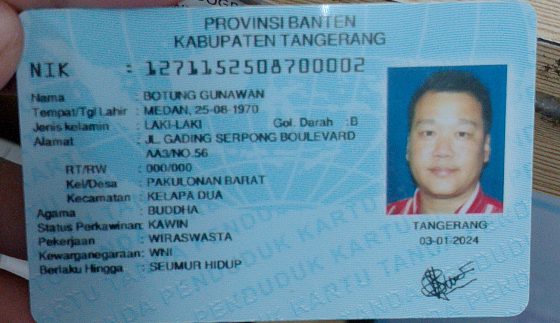 PROVINSI BANTEN
KABUPATEN TANGERANG
NIK : 1271152508700002
Nama : BOTUNG GUNAWAN
Tempat/Tgl Lahir : MEDAN, 25-08-1970
Jenis kelamin : LAKI-LAKI Gol. Darah :B
Alamat : JL. GADING SERPONG BOULEVARD
AA3/NO.56
RT/RW : 000/000
Kel/Desa : PAKULONAN BARAT
Kecamatan : KELAPA DUA
Agama : BUDDHA
Status Perkawinan: KAWIN
Pekerjaan : WIRASWASTA
Kewarganegaraan: WNI
Berlaku Hingga : SEUMUR HIDUP
TANGERANG
03-01-2024